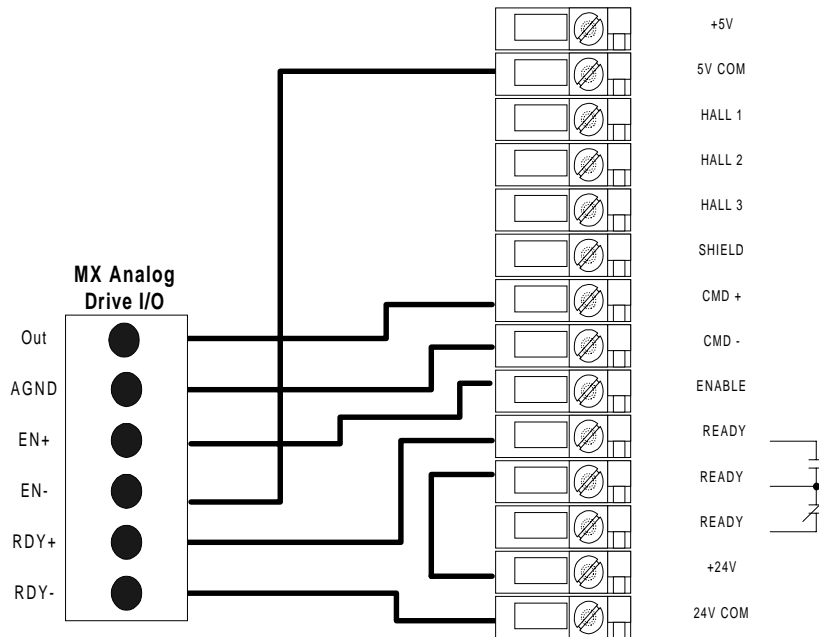 +5V
5V COM
HALL 1
HALL 2
HALL 3
SHIELD
CMD +
CMD -
ENABLE
READY
READY
READY
+24V
24V COM
MX Analog
Drive I/O
Out
AGND
EN+
EN-
RDY+
RDY-